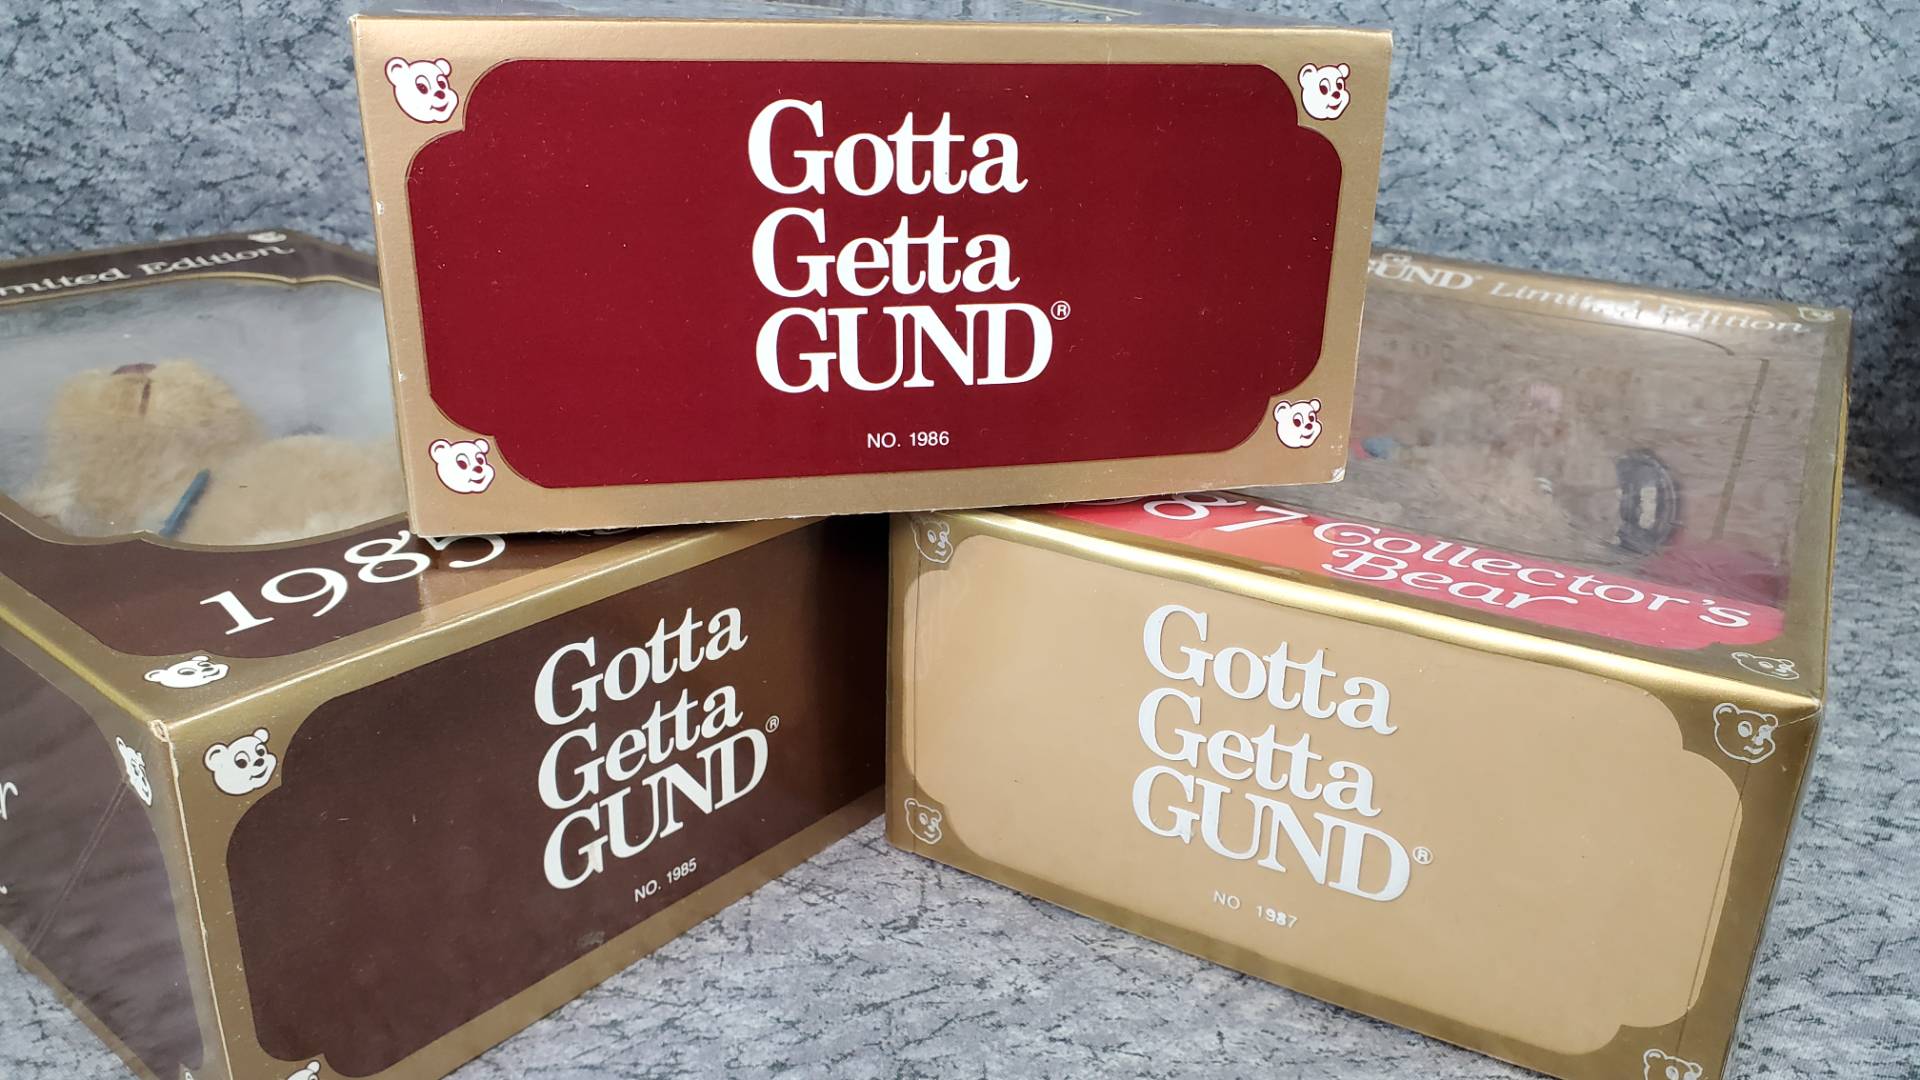 Gotta
Getta
GUND®
NO. 1986
Limited Edition
1985
Gotta
Getta
GUND®
NO. 1985
GUND® Limited Edition
87 Collector's
Bear
Gotta
Getta
GUND®
NO 1987